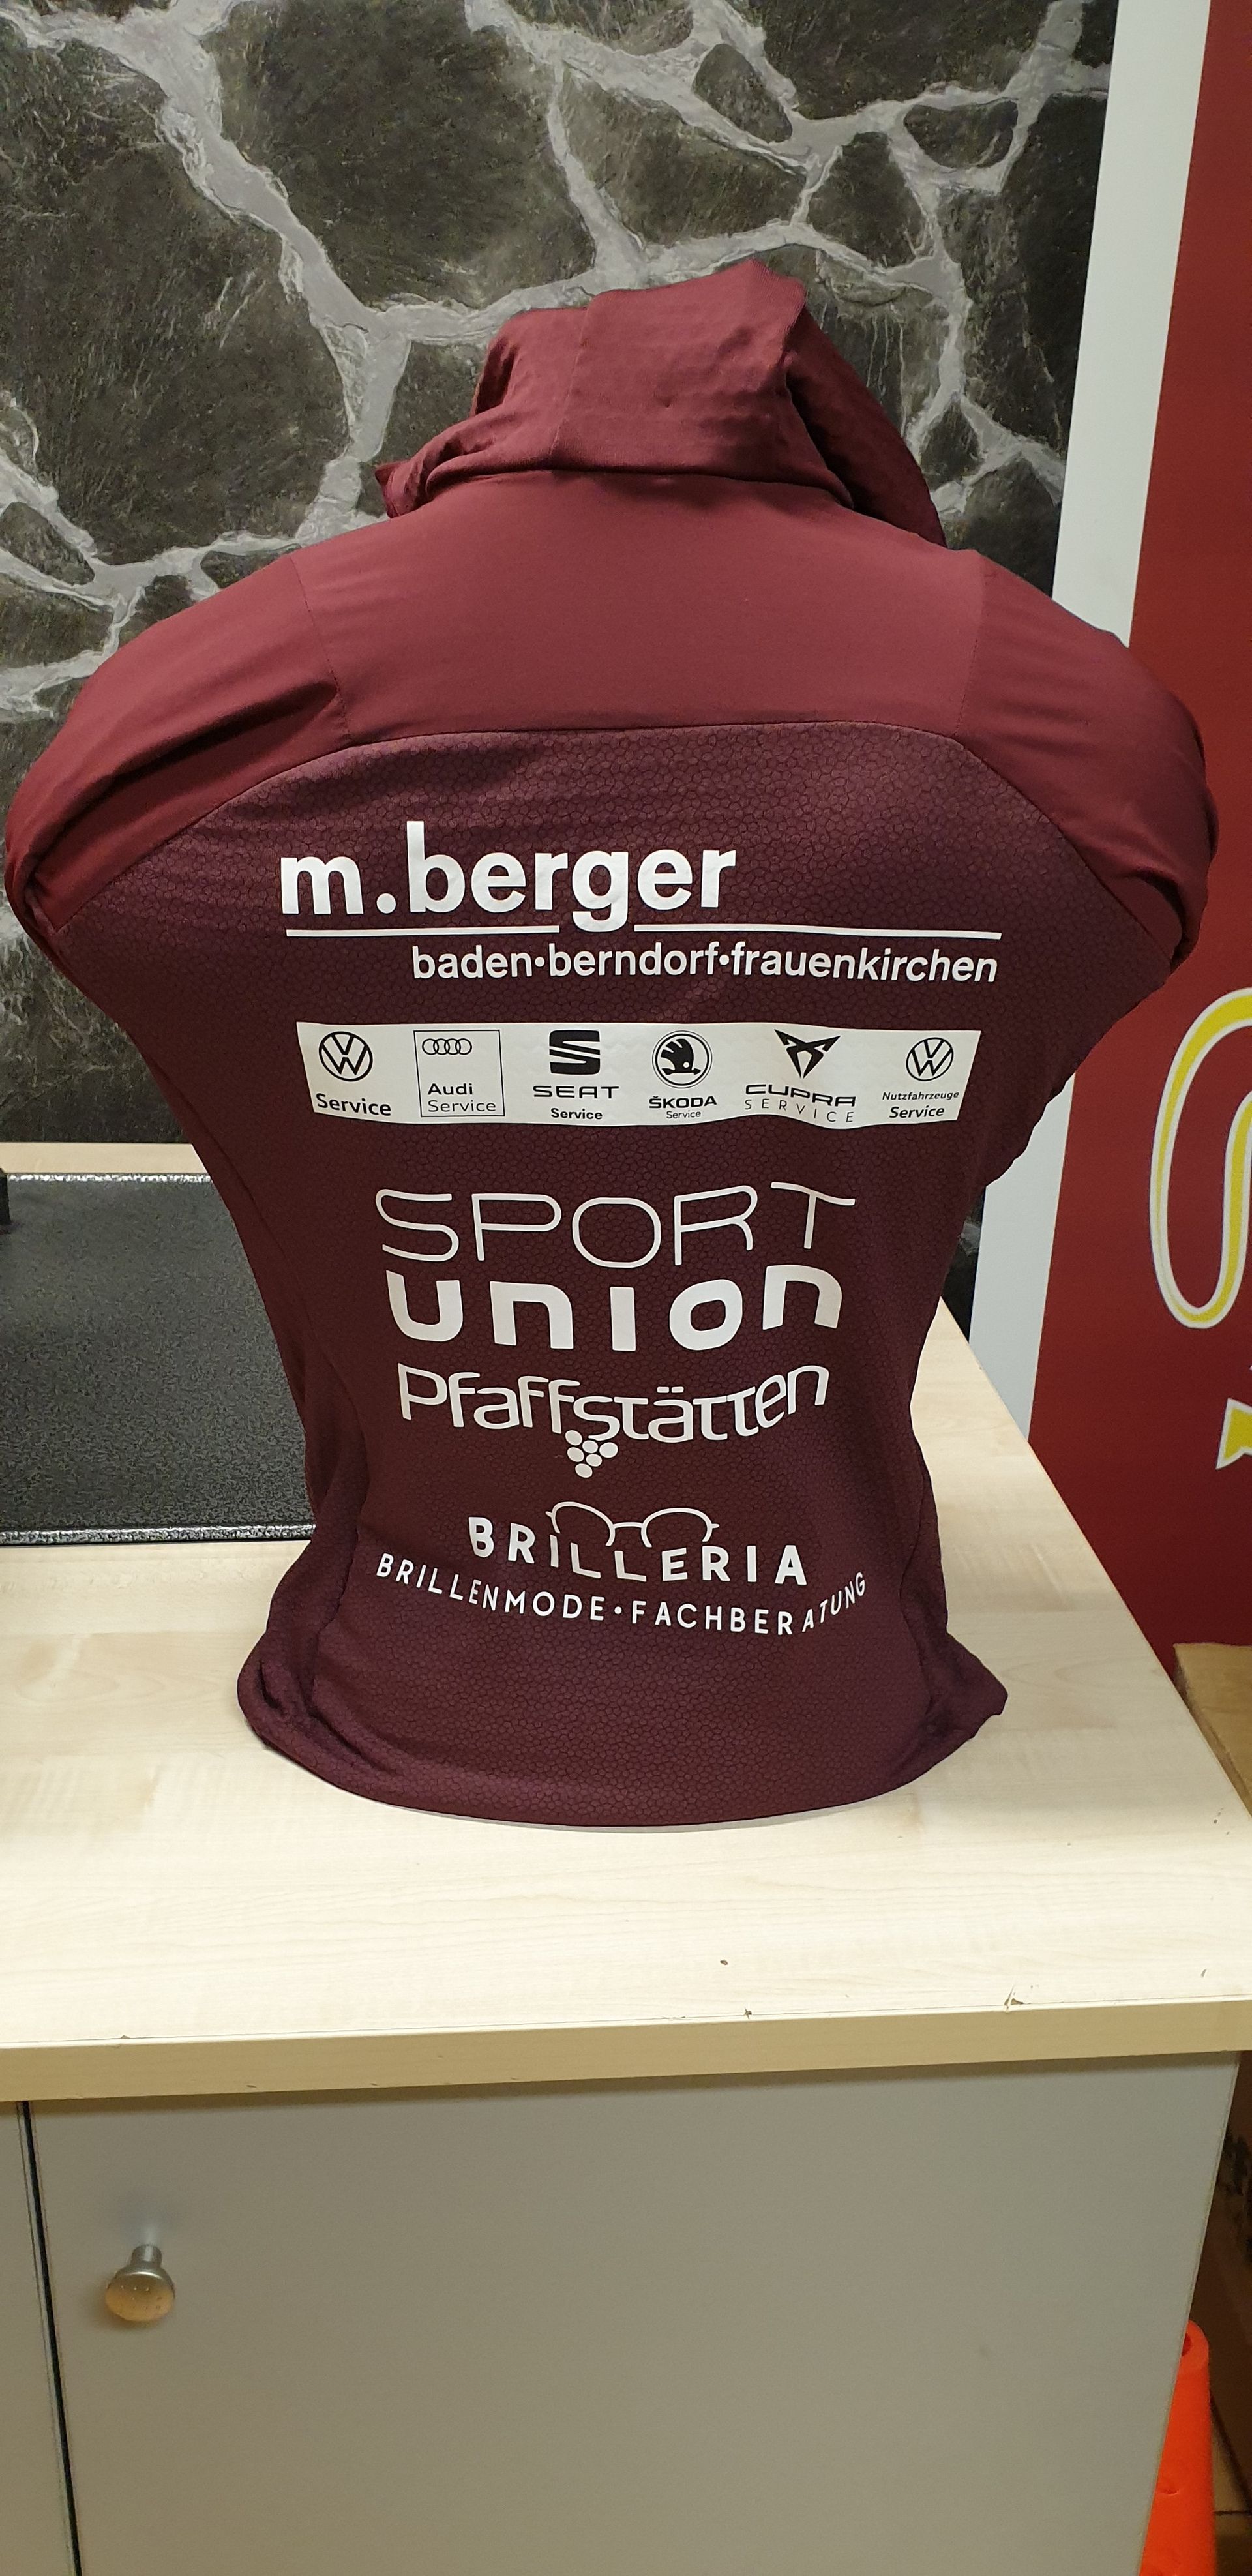 m.berger
baden•berndorf•frauenkirchen
Service
Audi
Service
SEAT
Service
ŠKODA
Service
CUPRA
SERVICE
Nutzfahrzeuge
Service
SPORT
UNION
Pfaffstätten
BRILLERIA
BRILLENMODE•FACHBERATUNG